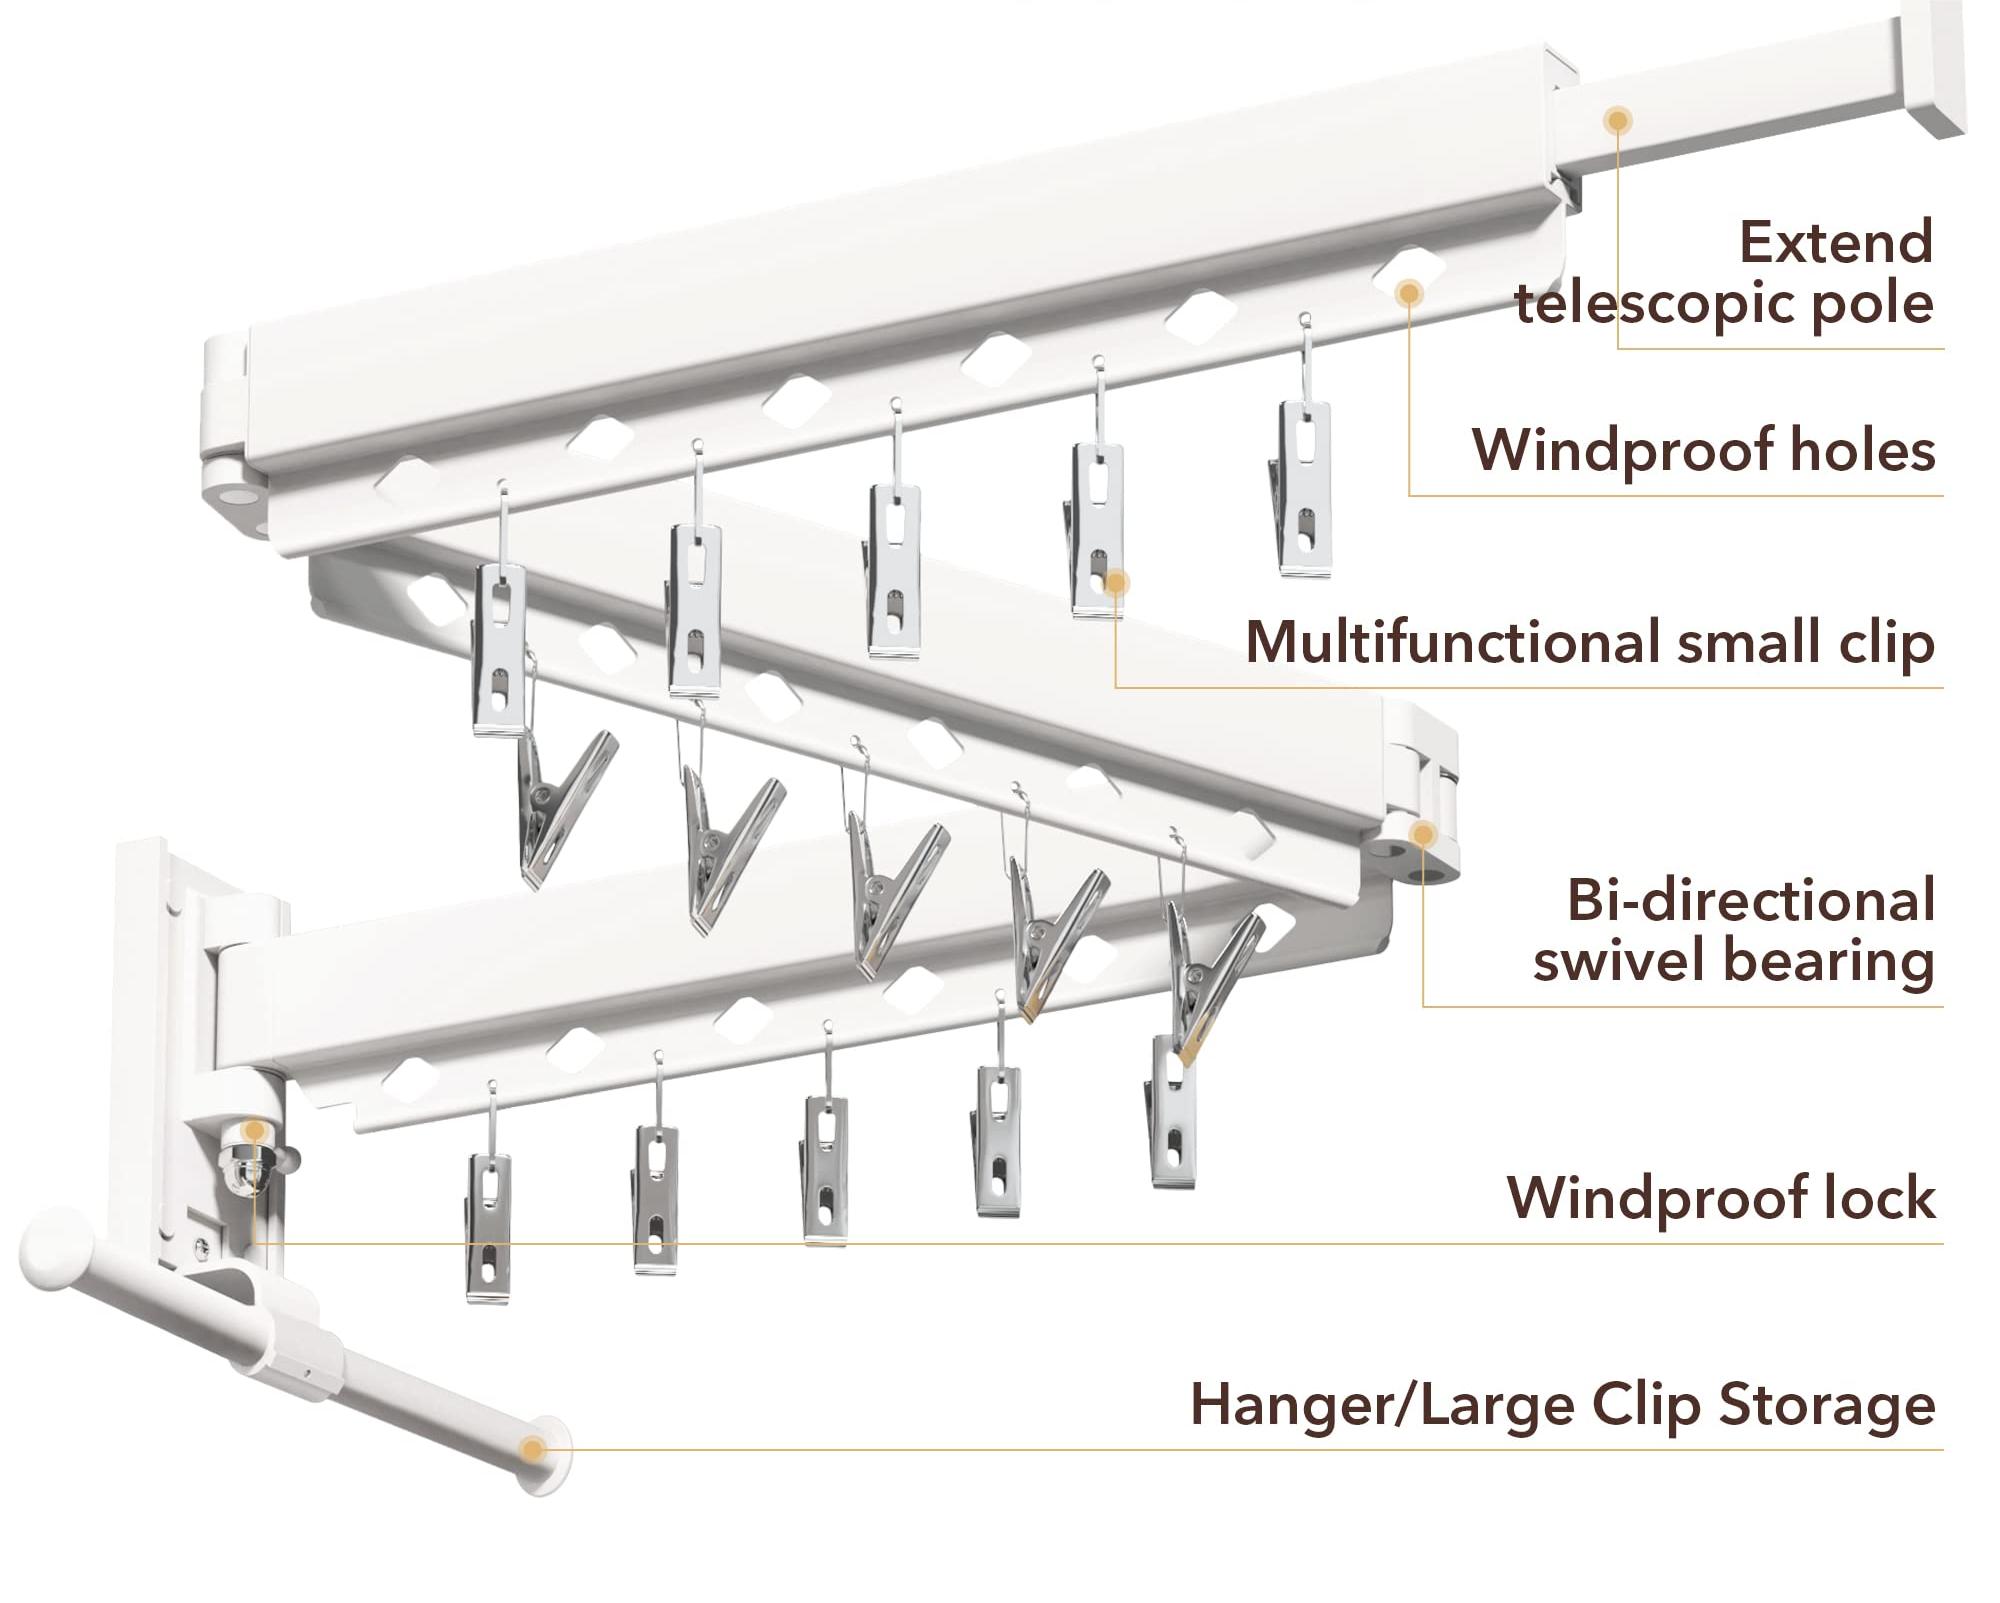 Extend
telescopic pole
Windproof holes
Multifunctional small clip
Bi-directional
swivel bearing
Windproof lock
Hanger/Large Clip Storage